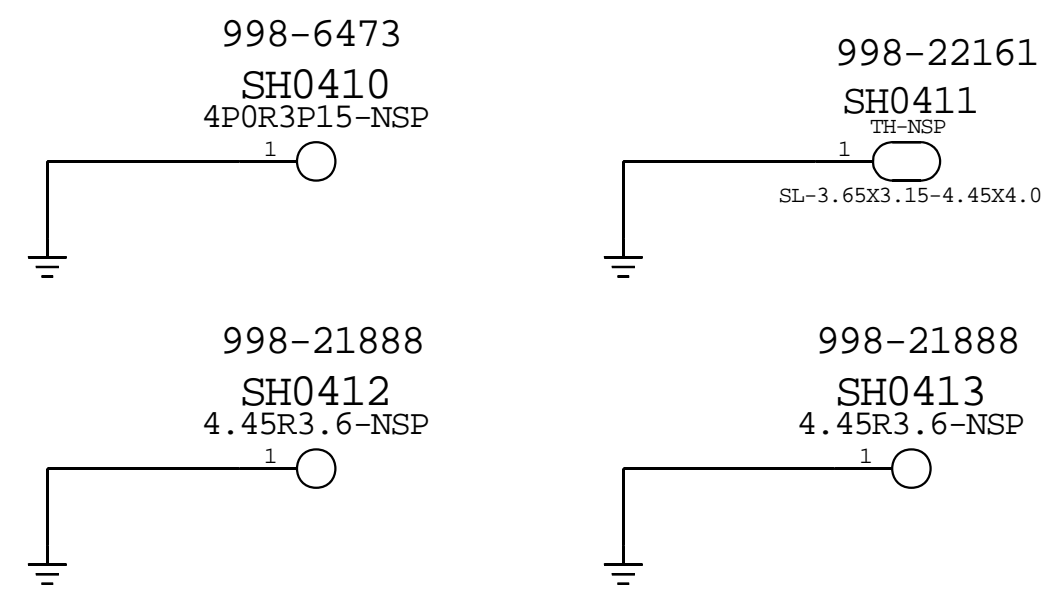 998-6473
SH0410
4P0R3P15-NSP
1
998-22161
SH0411
TH-NSP
1
SL-3.65X3.15-4.45X4.0
998-21888
SH0412
4.45R3.6-NSP
1
998-21888
SH0413
4.45R3.6-NSP
1